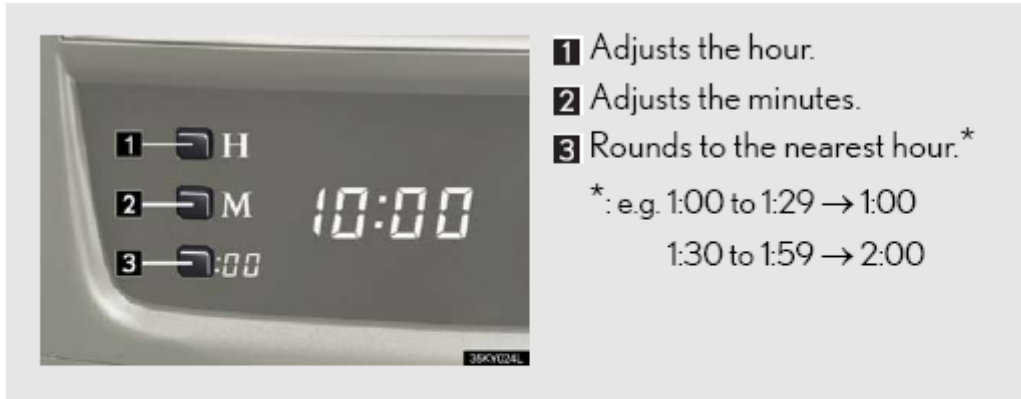 1 H
2 M
3 :00
10:00
35KY024L
1 Adjusts the hour.
2 Adjusts the minutes.
3 Rounds to the nearest hour.*
*: e.g. 1:00 to 1:29 → 1:00
1:30 to 1:59 → 2:00